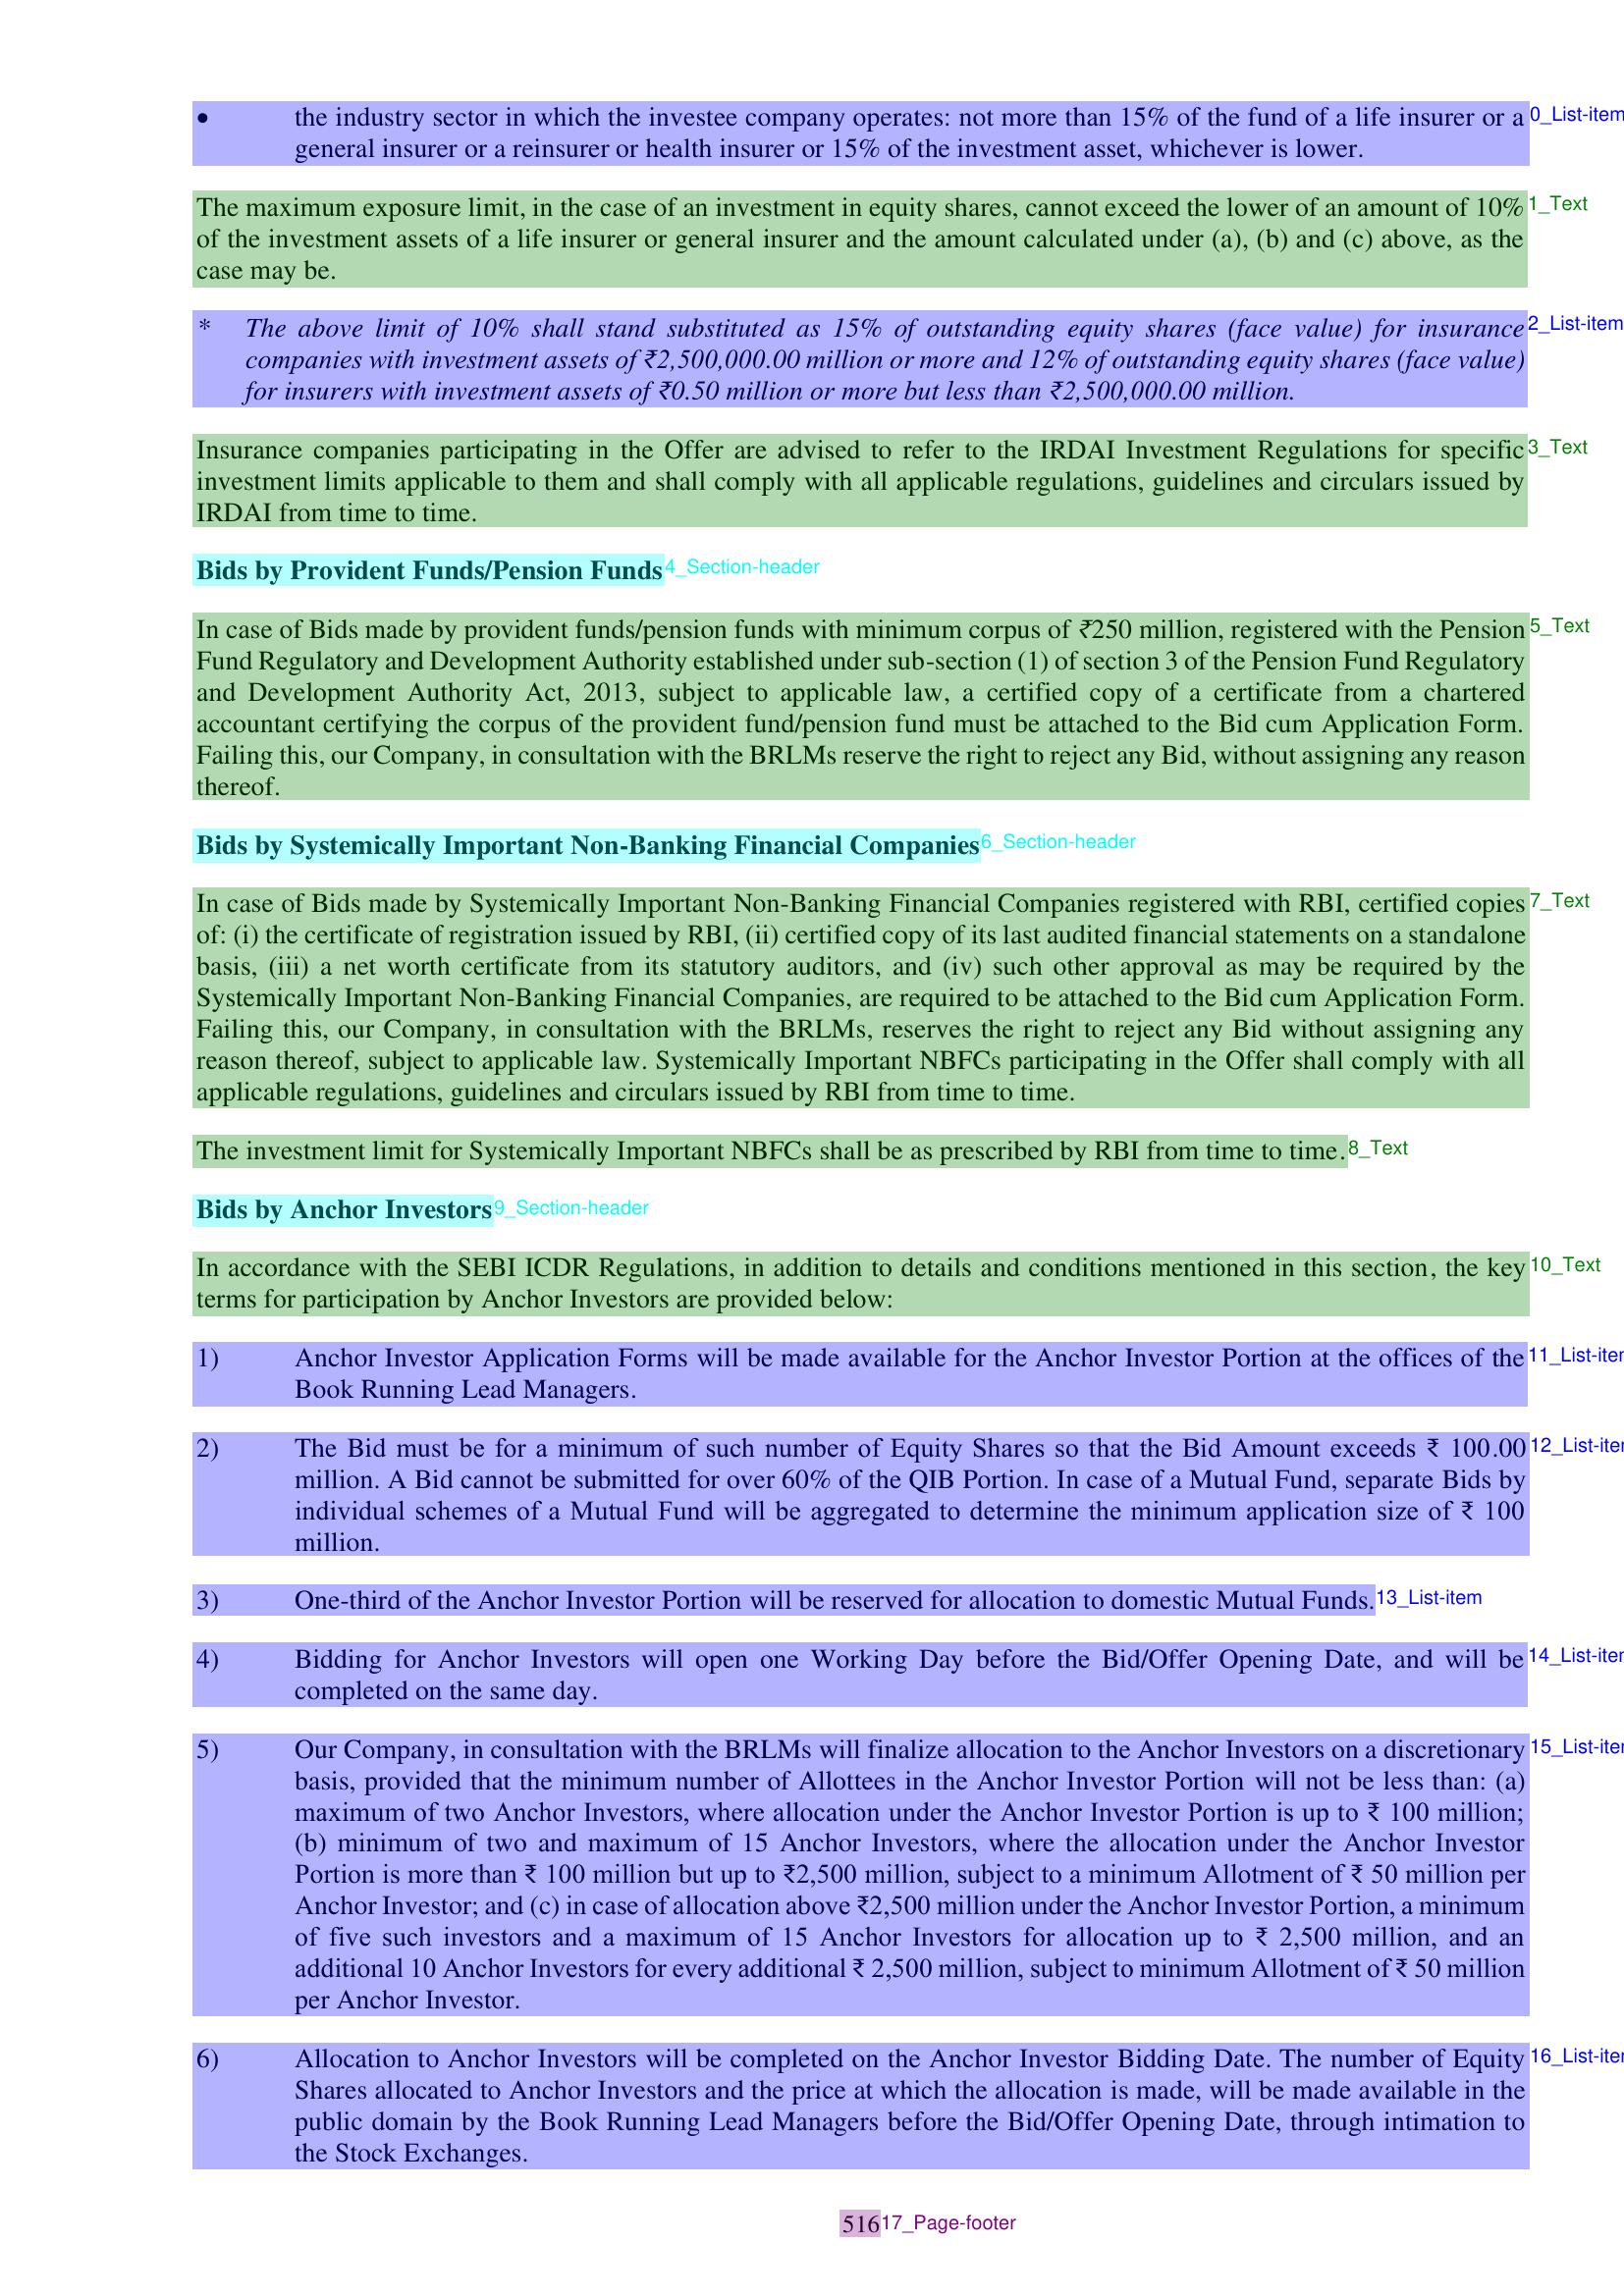 • the industry sector in which the investee company operates: not more than 15% of the fund of a life insurer or a 0_List-item
general insurer or a reinsurer or health insurer or 15% of the investment asset, whichever is lower.
The maximum exposure limit, in the case of an investment in equity shares, cannot exceed the lower of an amount of 10% 1_Text
of the investment assets of a life insurer or general insurer and the amount calculated under (a), (b) and (c) above, as the
case may be.
* The above limit of 10% shall stand substituted as 15% of outstanding equity shares (face value) for insurance 2_List-item
companies with investment assets of ₹2,500,000.00 million or more and 12% of outstanding equity shares (face value)
for insurers with investment assets of ₹0.50 million or more but less than ₹2,500,000.00 million.
Insurance companies participating in the Offer are advised to refer to the IRDAI Investment Regulations for specific 3_Text
investment limits applicable to them and shall comply with all applicable regulations, guidelines and circulars issued by
IRDAI from time to time.
Bids by Provident Funds/Pension Funds 4_Section-header
In case of Bids made by provident funds/pension funds with minimum corpus of ₹250 million, registered with the Pension 5_Text
Fund Regulatory and Development Authority established under sub-section (1) of section 3 of the Pension Fund Regulatory
and Development Authority Act, 2013, subject to applicable law, a certified copy of a certificate from a chartered
accountant certifying the corpus of the provident fund/pension fund must be attached to the Bid cum Application Form.
Failing this, our Company, in consultation with the BRLMs reserve the right to reject any Bid, without assigning any reason
thereof.
Bids by Systemically Important Non-Banking Financial Companies 6_Section-header
In case of Bids made by Systemically Important Non-Banking Financial Companies registered with RBI, certified copies 7_Text
of: (i) the certificate of registration issued by RBI, (ii) certified copy of its last audited financial statements on a standalone
basis, (iii) a net worth certificate from its statutory auditors, and (iv) such other approval as may be required by the
Systemically Important Non-Banking Financial Companies, are required to be attached to the Bid cum Application Form.
Failing this, our Company, in consultation with the BRLMs, reserves the right to reject any Bid without assigning any
reason thereof, subject to applicable law. Systemically Important NBFCs participating in the Offer shall comply with all
applicable regulations, guidelines and circulars issued by RBI from time to time.
The investment limit for Systemically Important NBFCs shall be as prescribed by RBI from time to time. 8_Text
Bids by Anchor Investors 9_Section-header
In accordance with the SEBI ICDR Regulations, in addition to details and conditions mentioned in this section, the key 10_Text
terms for participation by Anchor Investors are provided below:
1) Anchor Investor Application Forms will be made available for the Anchor Investor Portion at the offices of the 11_List-iter
Book Running Lead Managers.
2) The Bid must be for a minimum of such number of Equity Shares so that the Bid Amount exceeds ₹ 100.00 12_List-iter
million. A Bid cannot be submitted for over 60% of the QIB Portion. In case of a Mutual Fund, separate Bids by
individual schemes of a Mutual Fund will be aggregated to determine the minimum application size of ₹ 100
million.
3) One-third of the Anchor Investor Portion will be reserved for allocation to domestic Mutual Funds. 13_List-item
4) Bidding for Anchor Investors will open one Working Day before the Bid/Offer Opening Date, and will be 14_List-iter
completed on the same day.
5) Our Company, in consultation with the BRLMs will finalize allocation to the Anchor Investors on a discretionary 15_List-iter
basis, provided that the minimum number of Allottees in the Anchor Investor Portion will not be less than: (a)
maximum of two Anchor Investors, where allocation under the Anchor Investor Portion is up to ₹ 100 million;
(b) minimum of two and maximum of 15 Anchor Investors, where the allocation under the Anchor Investor
Portion is more than ₹ 100 million but up to ₹2,500 million, subject to a minimum Allotment of ₹ 50 million per
Anchor Investor; and (c) in case of allocation above ₹2,500 million under the Anchor Investor Portion, a minimum
of five such investors and a maximum of 15 Anchor Investors for allocation up to ₹ 2,500 million, and an
additional 10 Anchor Investors for every additional ₹ 2,500 million, subject to minimum Allotment of ₹ 50 million
per Anchor Investor.
6) Allocation to Anchor Investors will be completed on the Anchor Investor Bidding Date. The number of Equity 16_List-iter
Shares allocated to Anchor Investors and the price at which the allocation is made, will be made available in the
public domain by the Book Running Lead Managers before the Bid/Offer Opening Date, through intimation to
the Stock Exchanges.
516 17_Page-footer